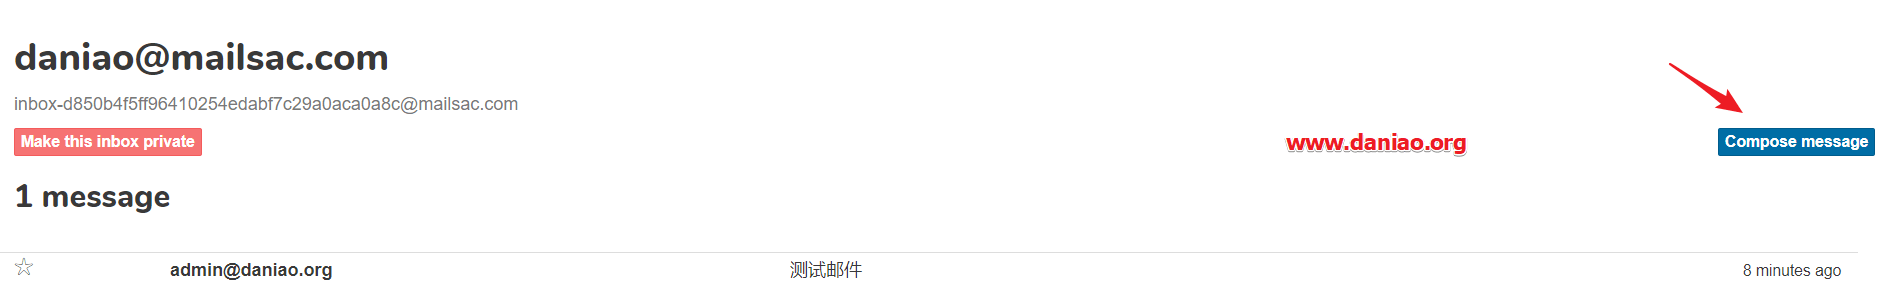 daniao@mailsac.com
inbox-d850b4f5ff96410254edabf7c29a0aca0a8c@mailsac.com
Make this inbox private
www.daniao.org
Compose message
1 message
admin@daniao.org 测试邮件 8 minutes ago